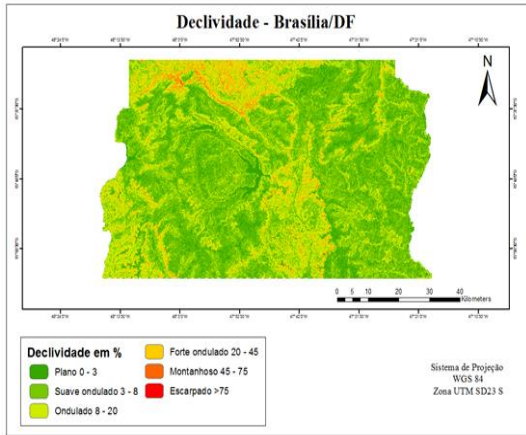 Declividade - Brasília/DF
N
0 5 10 20 30 40
Kilometers
Declividade em %
Plano 0 - 3
Suave ondulado 3 - 8
Ondulado 8 - 20
Forte ondulado 20 - 45
Montanhoso 45 - 75
Escarpado >75
Sistema de Projeção
WGS 84
Zona UTM SD23 S